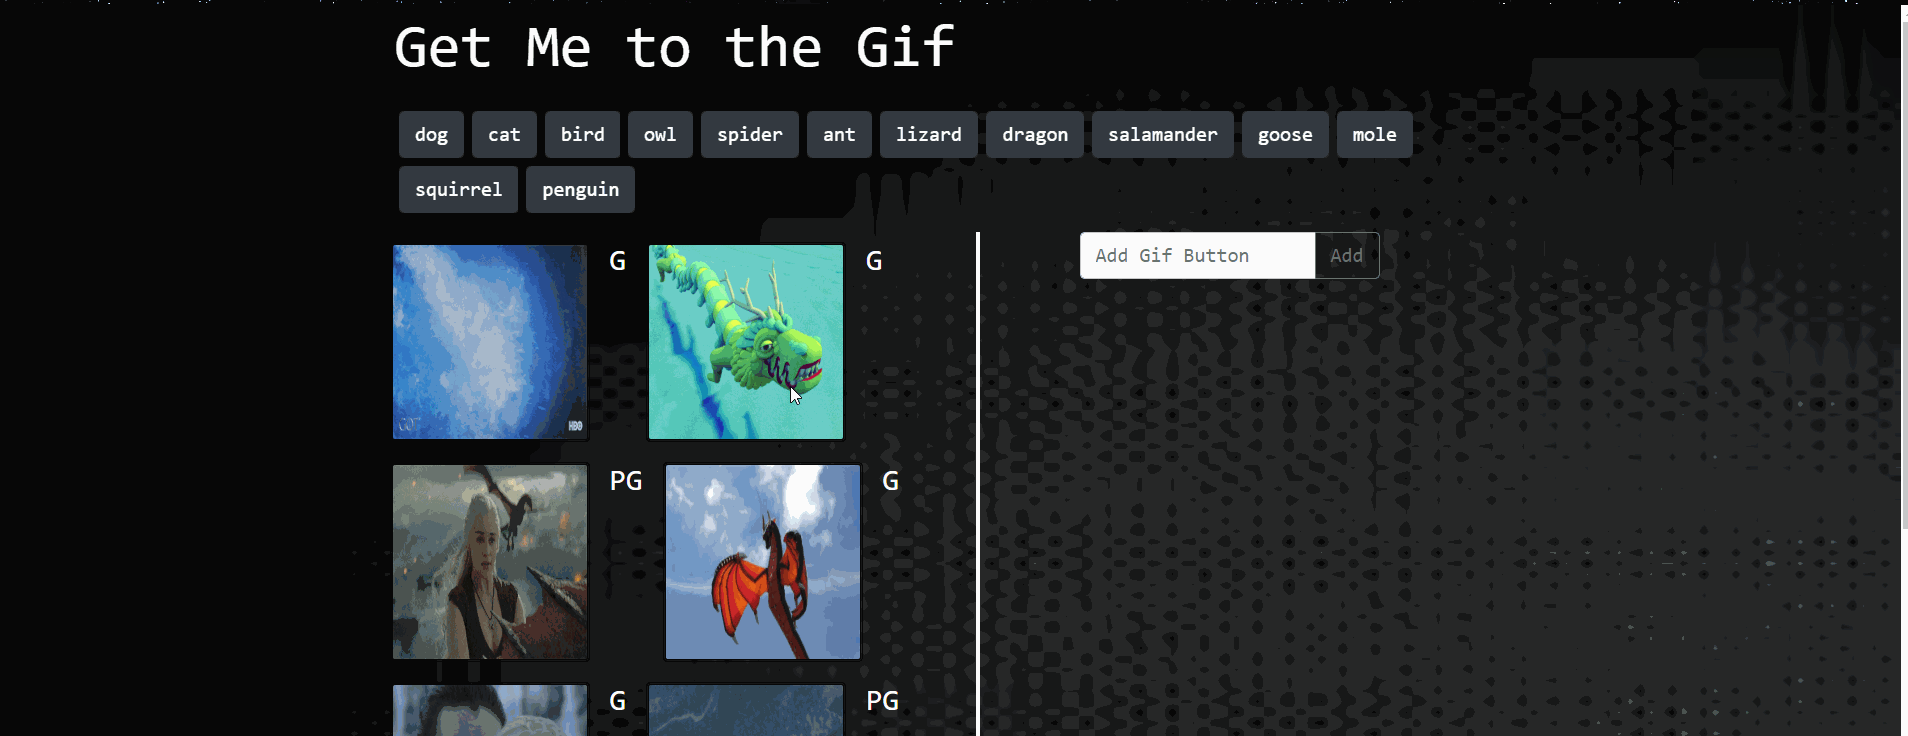 Get Me to the Gif
dog cat bird owl spider ant lizard dragon salamander goose mole
squirrel penguin
Add Gif Button Add
G G
HBO
PG G
G PG